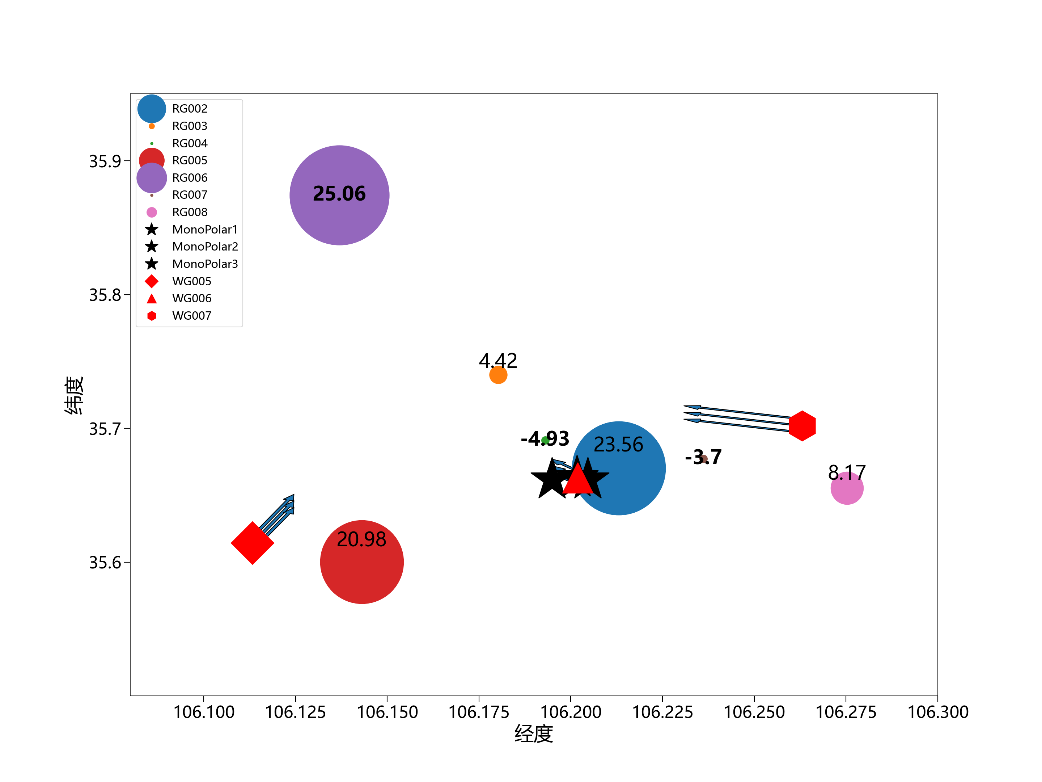 RG002
RG003
RG004
RG005
RG006
RG007
RG008
MonoPolar1
MonoPolar2
MonoPolar3
WG005
WG006
WG007
25.06
4.42
-4.93
23.56
-3.7
8.17
20.98
35.9
35.8
35.7
35.6
纬度
106.100 106.125 106.150 106.175 106.200 106.225 106.250 106.275 106.300
经度